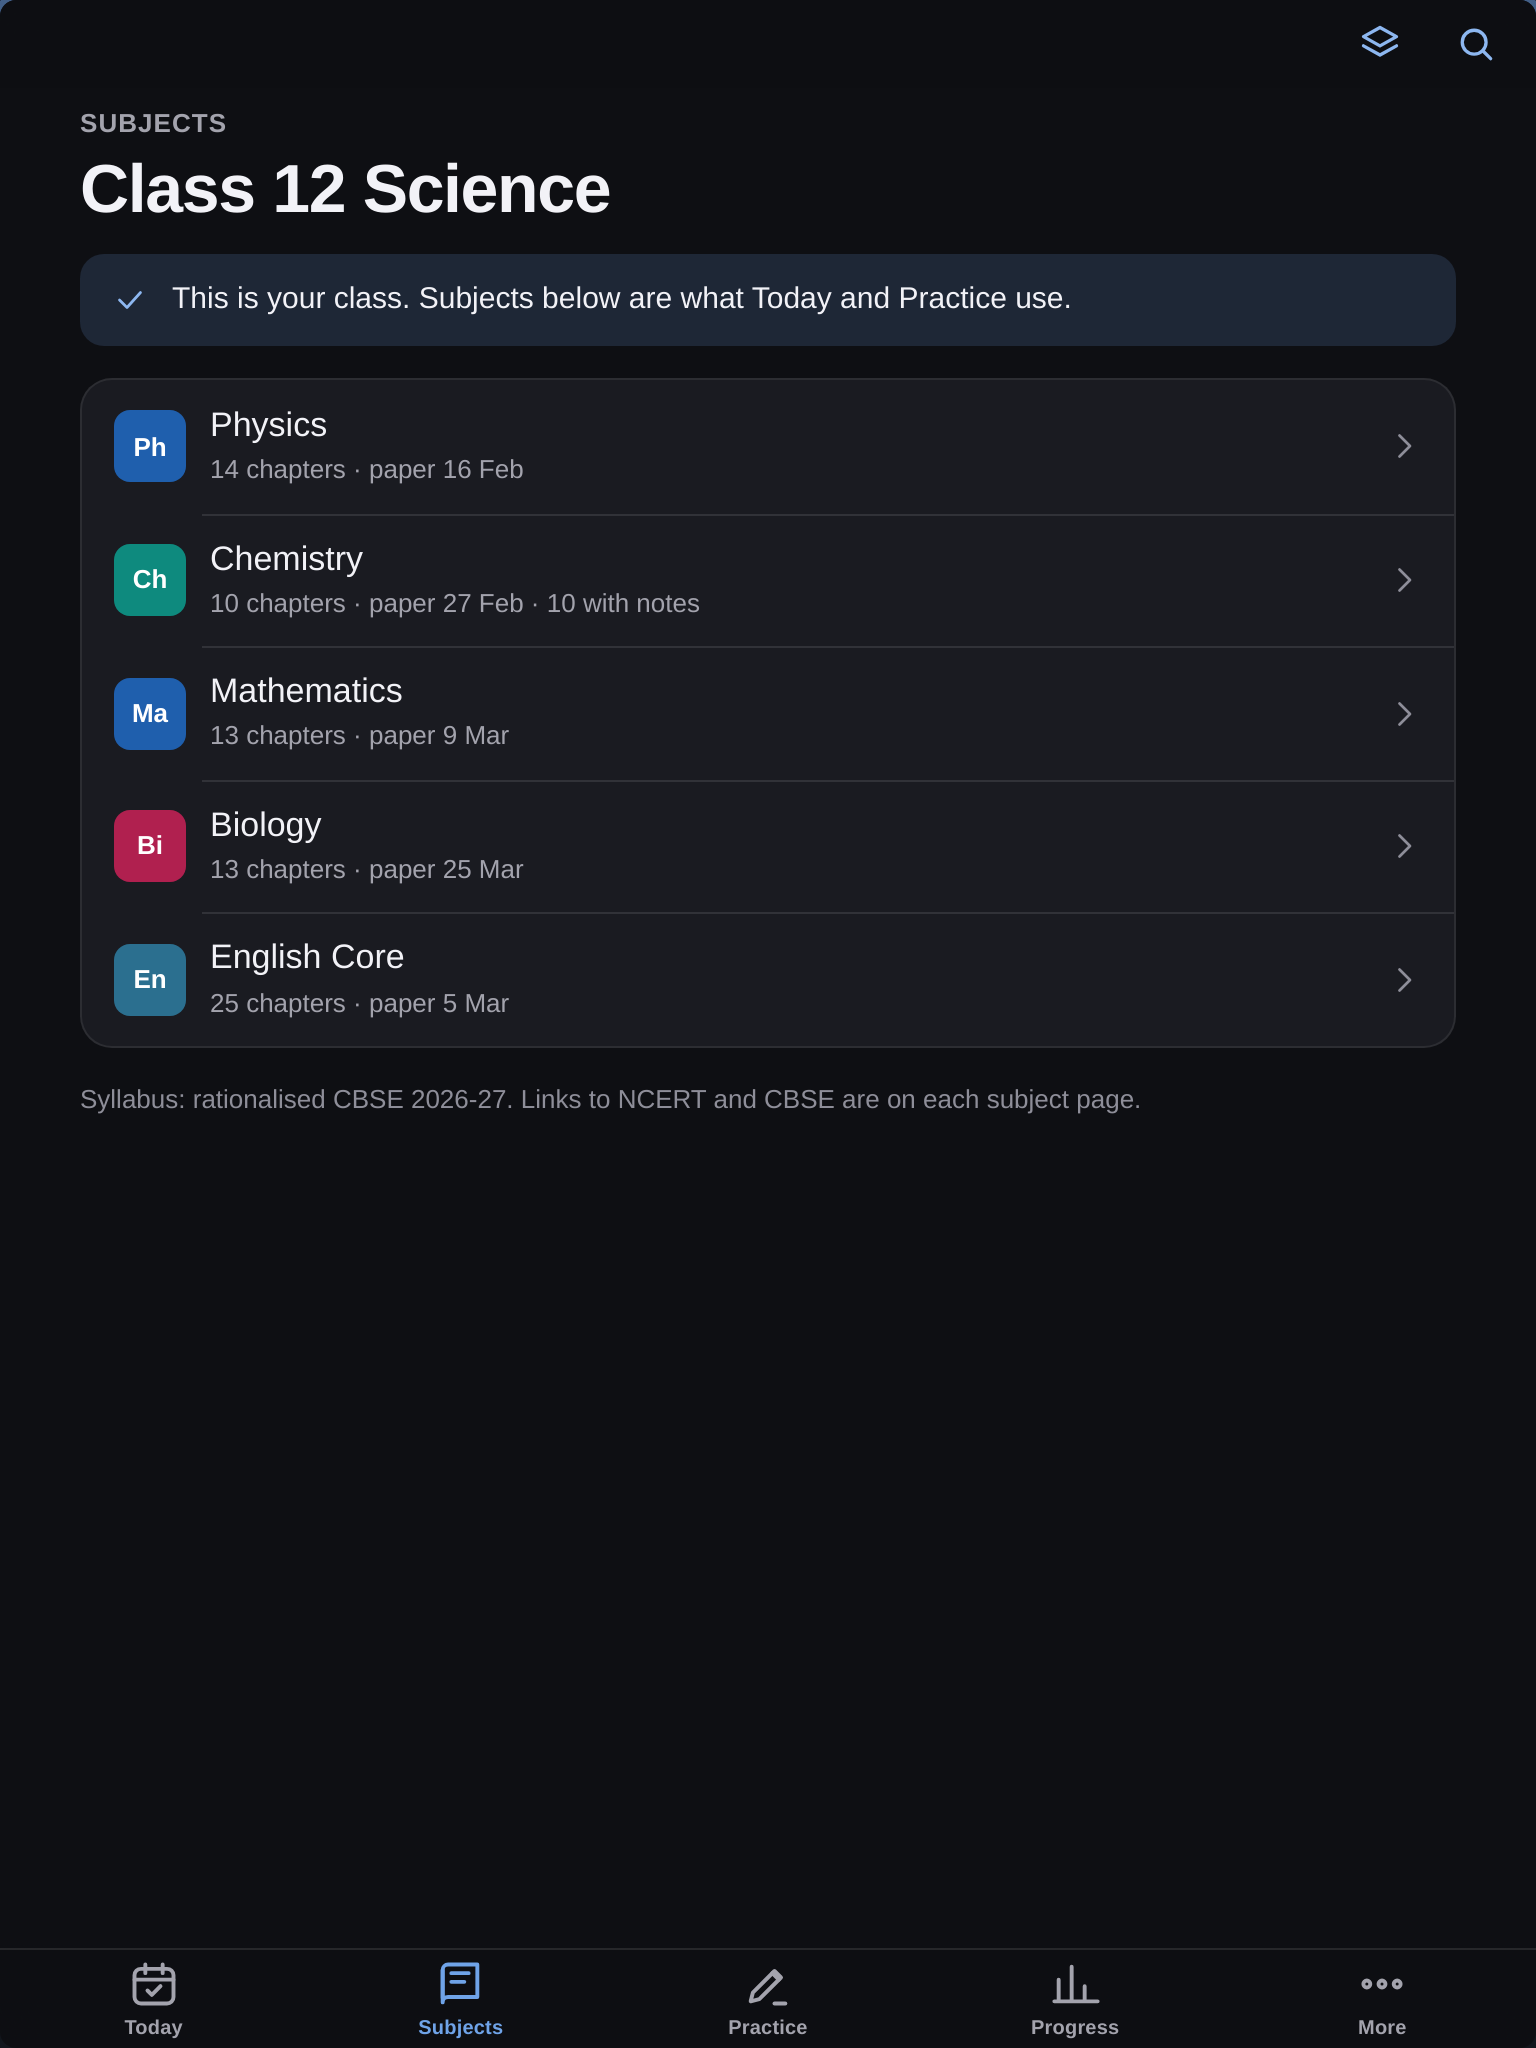 SUBJECTS
Class 12 Science
This is your class. Subjects below are what Today and Practice use.
Ph
Physics
14 chapters · paper 16 Feb
Ch
Chemistry
10 chapters · paper 27 Feb · 10 with notes
Ma
Mathematics
13 chapters · paper 9 Mar
Bi
Biology
13 chapters · paper 25 Mar
En
English Core
25 chapters · paper 5 Mar
Syllabus: rationalised CBSE 2026-27. Links to NCERT and CBSE are on each subject page.
Today
Subjects
Practice
Progress
More